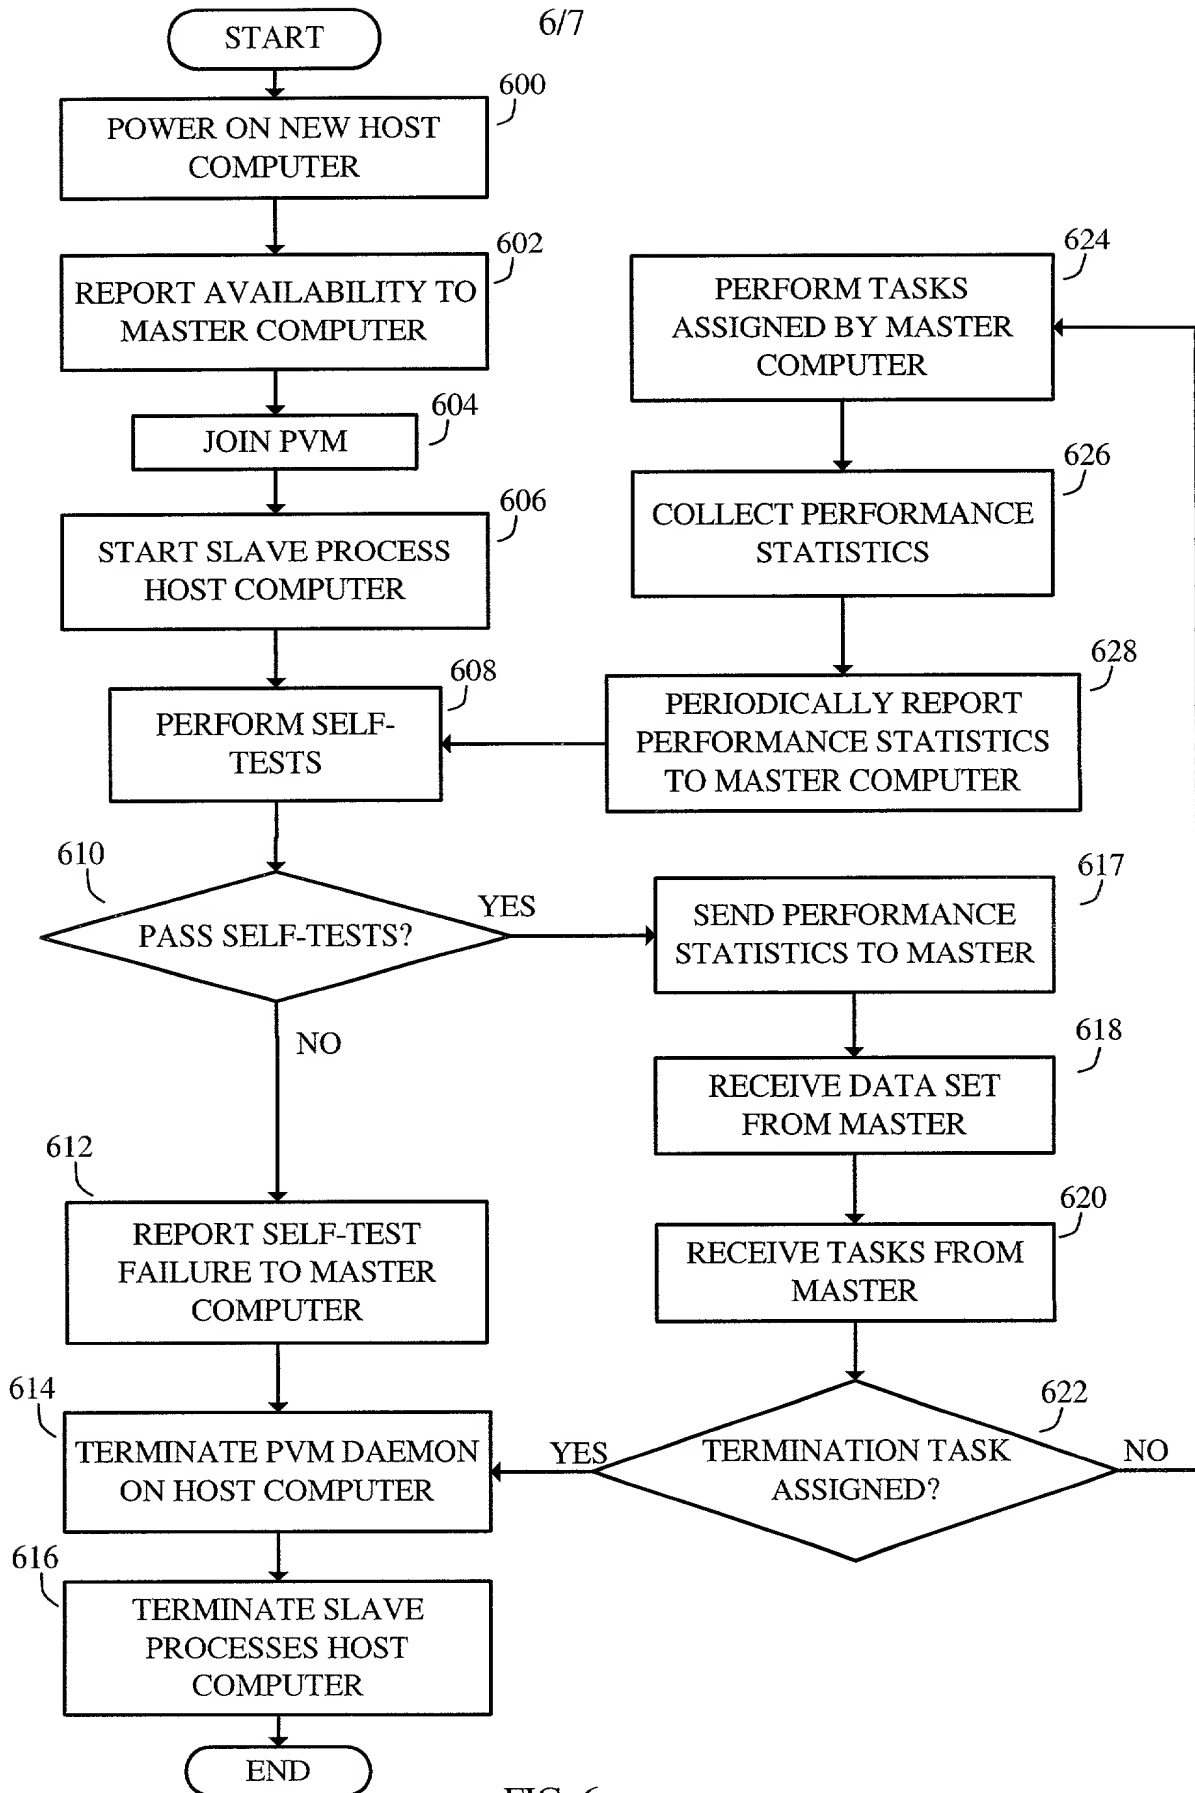 6/7
START
600
POWER ON NEW HOST
COMPUTER
602
REPORT AVAILABILITY TO
MASTER COMPUTER
604
JOIN PVM
606
START SLAVE PROCESS
HOST COMPUTER
608
PERFORM SELF-
TESTS
610
PASS SELF-TESTS?
YES
NO
612
REPORT SELF-TEST
FAILURE TO MASTER
COMPUTER
614
TERMINATE PVM DAEMON
ON HOST COMPUTER
616
TERMINATE SLAVE
PROCESSES HOST
COMPUTER
END
624
PERFORM TASKS
ASSIGNED BY MASTER
COMPUTER
626
COLLECT PERFORMANCE
STATISTICS
628
PERIODICALLY REPORT
PERFORMANCE STATISTICS
TO MASTER COMPUTER
617
SEND PERFORMANCE
STATISTICS TO MASTER
618
RECEIVE DATA SET
FROM MASTER
620
RECEIVE TASKS FROM
MASTER
622
TERMINATION TASK
ASSIGNED?
YES
NO
FIG. 6